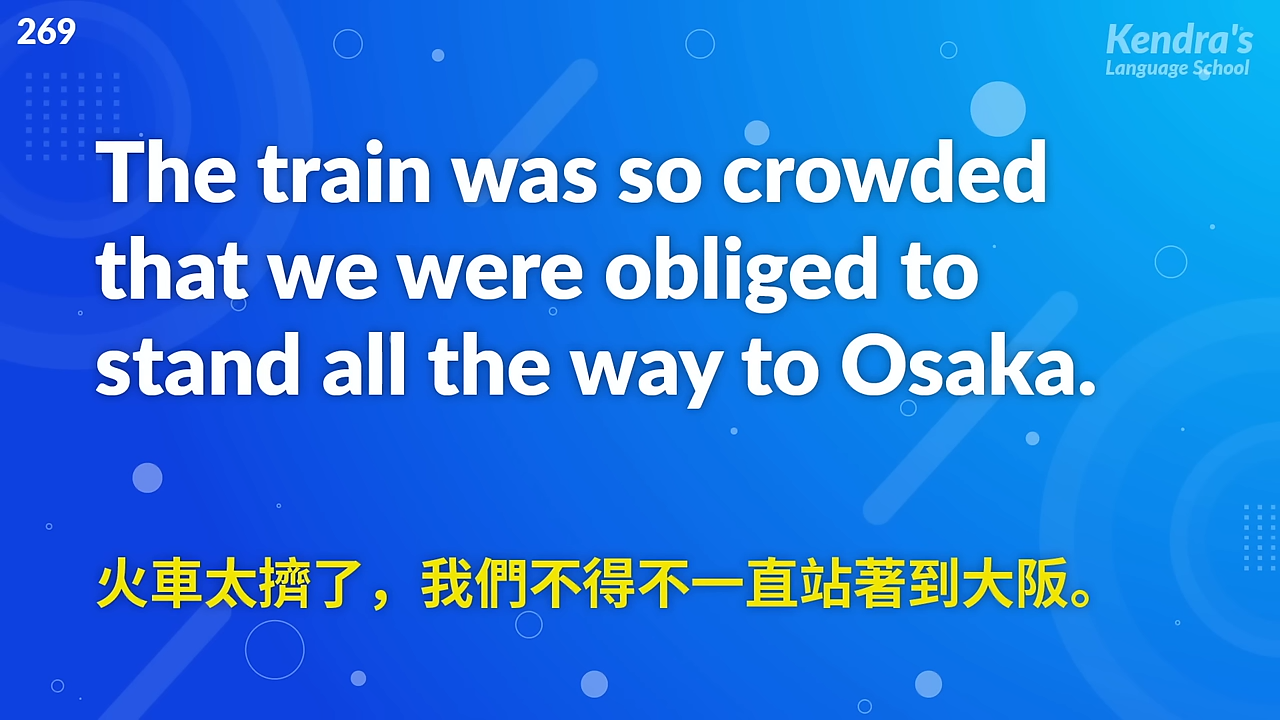 269
Kendra's
Language School
The train was so crowded
that we were obliged to
stand all the way to Osaka.
火車太擠了，我們不得不一直站著到大阪。